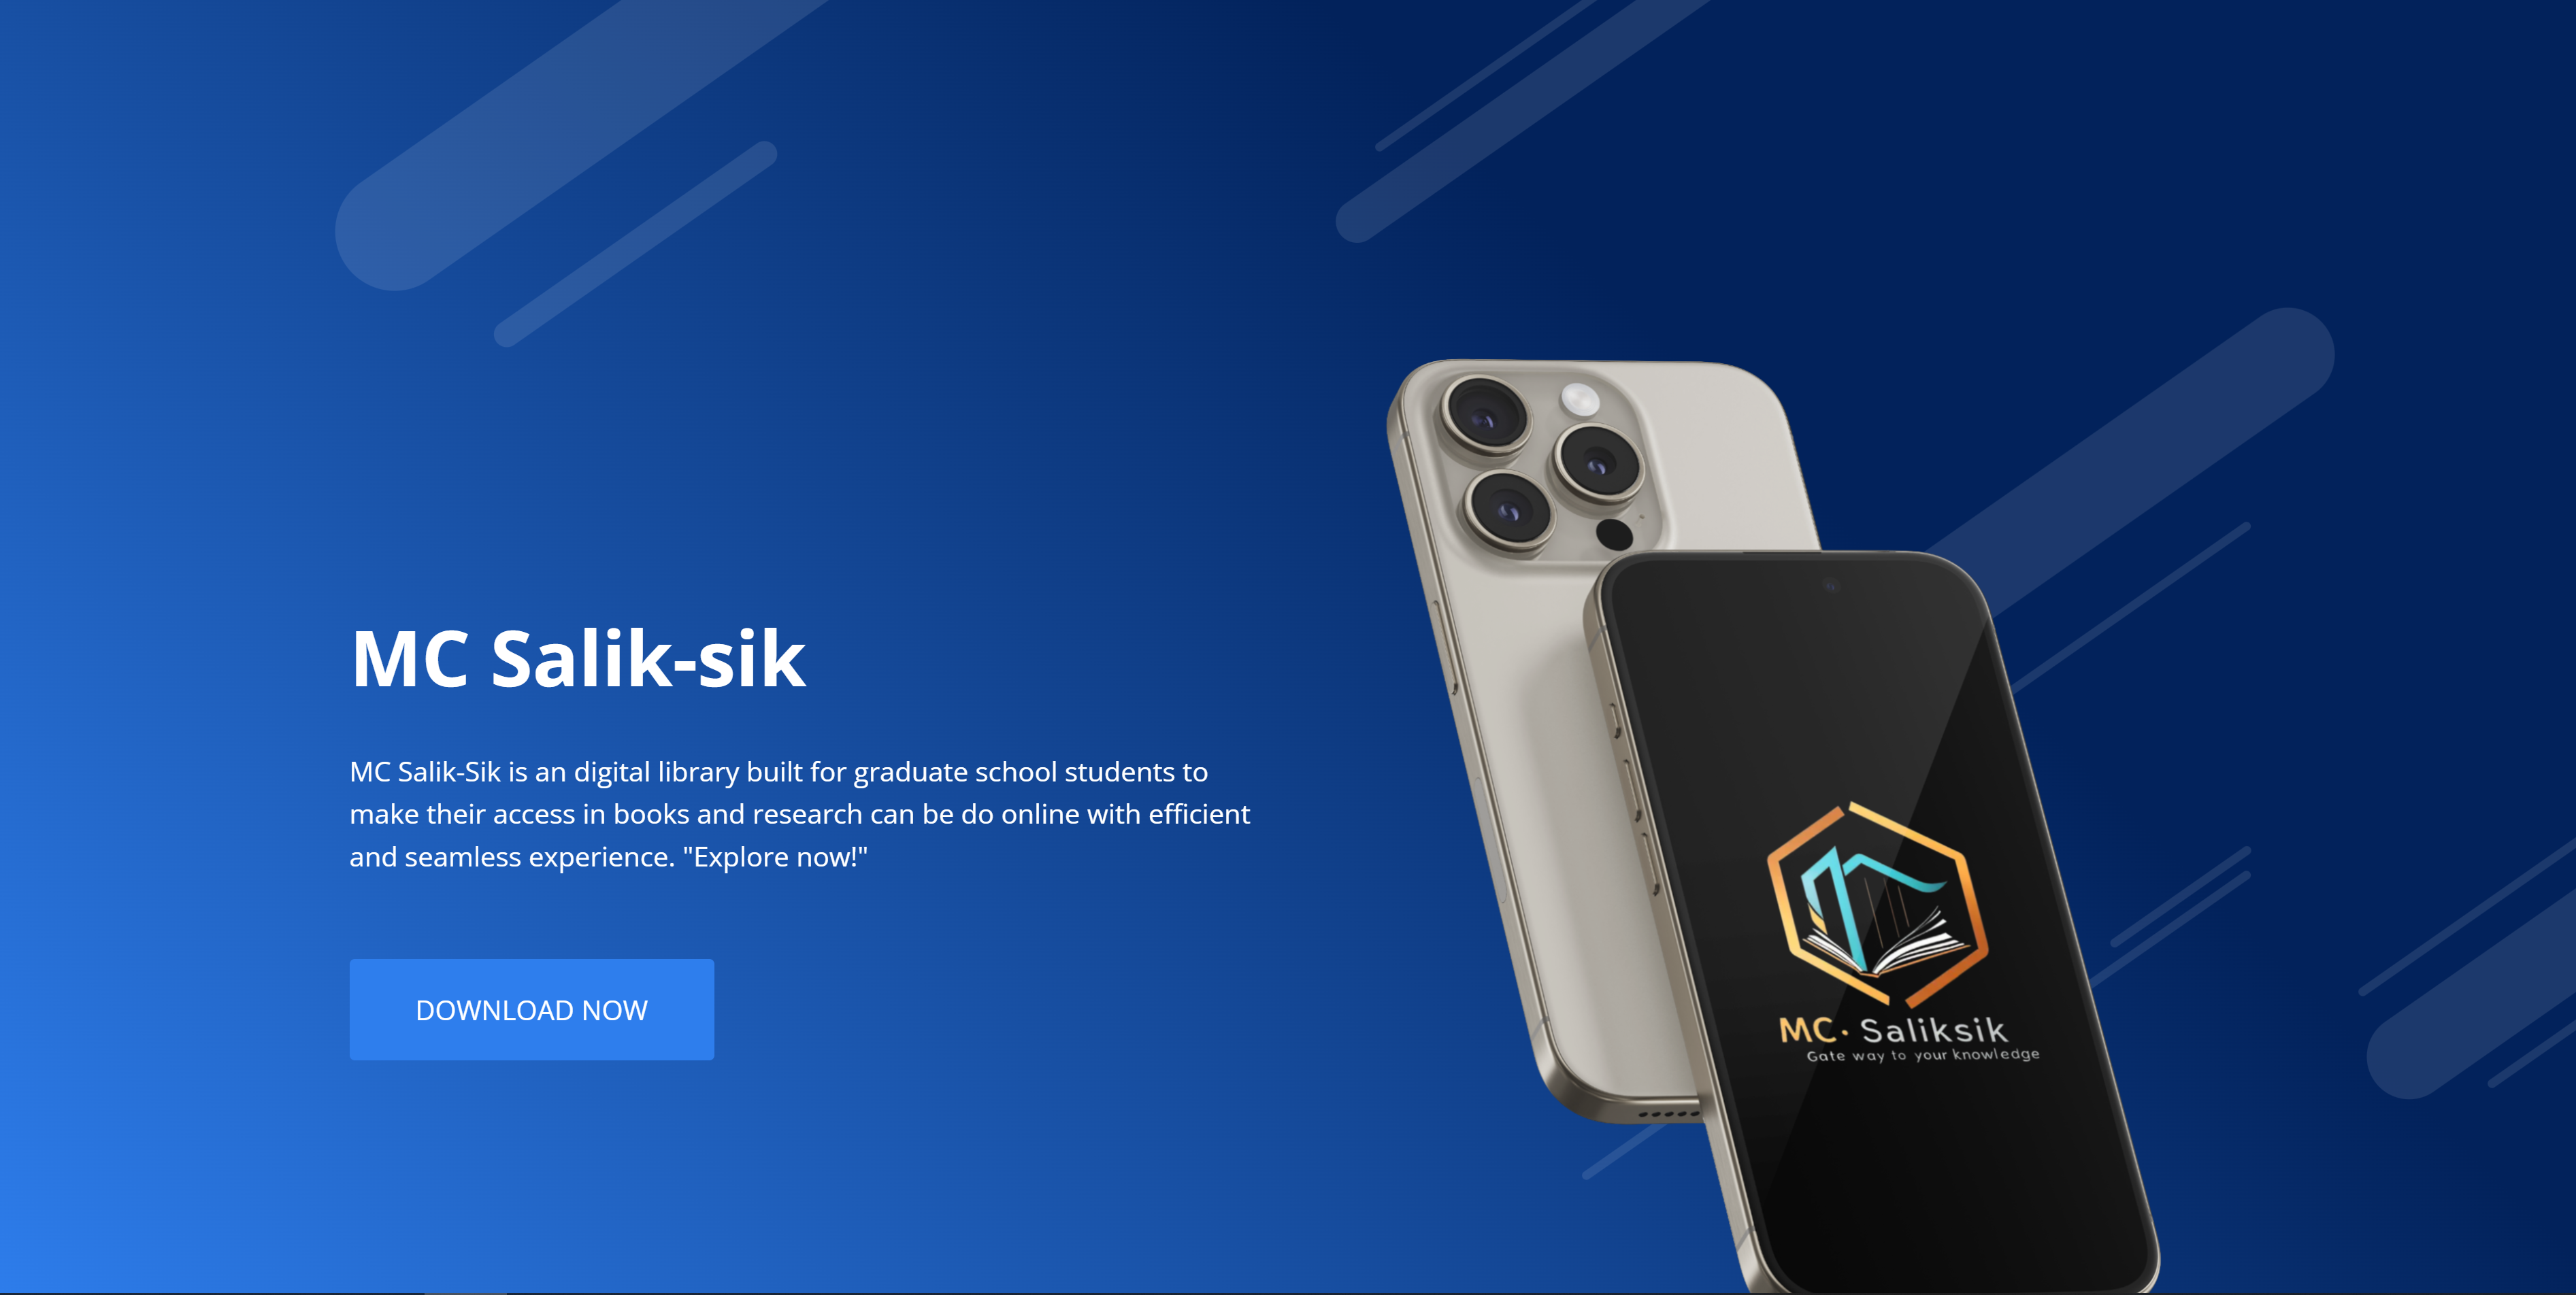 MC Salik-sik
MC Salik-Sik is an digital library built for graduate school students to
make their access in books and research can be do online with efficient
and seamless experience. "Explore now!"
DOWNLOAD NOW
MC· Saliksik
Gate way to your knowledge